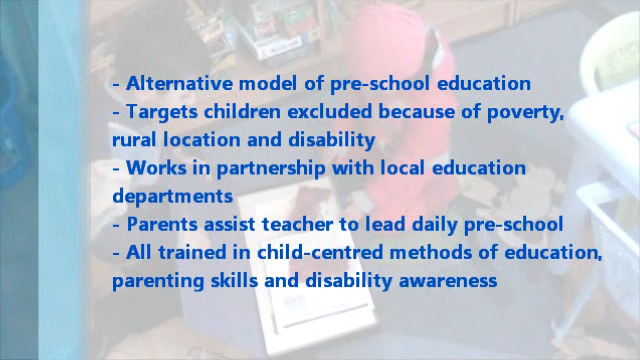 - Alternative model of pre-school education
- Targets children excluded because of poverty,
rural location and disability
- Works in partnership with local education
departments
- Parents assist teacher to lead daily pre-school
- All trained in child-centred methods of education,
parenting skills and disability awareness